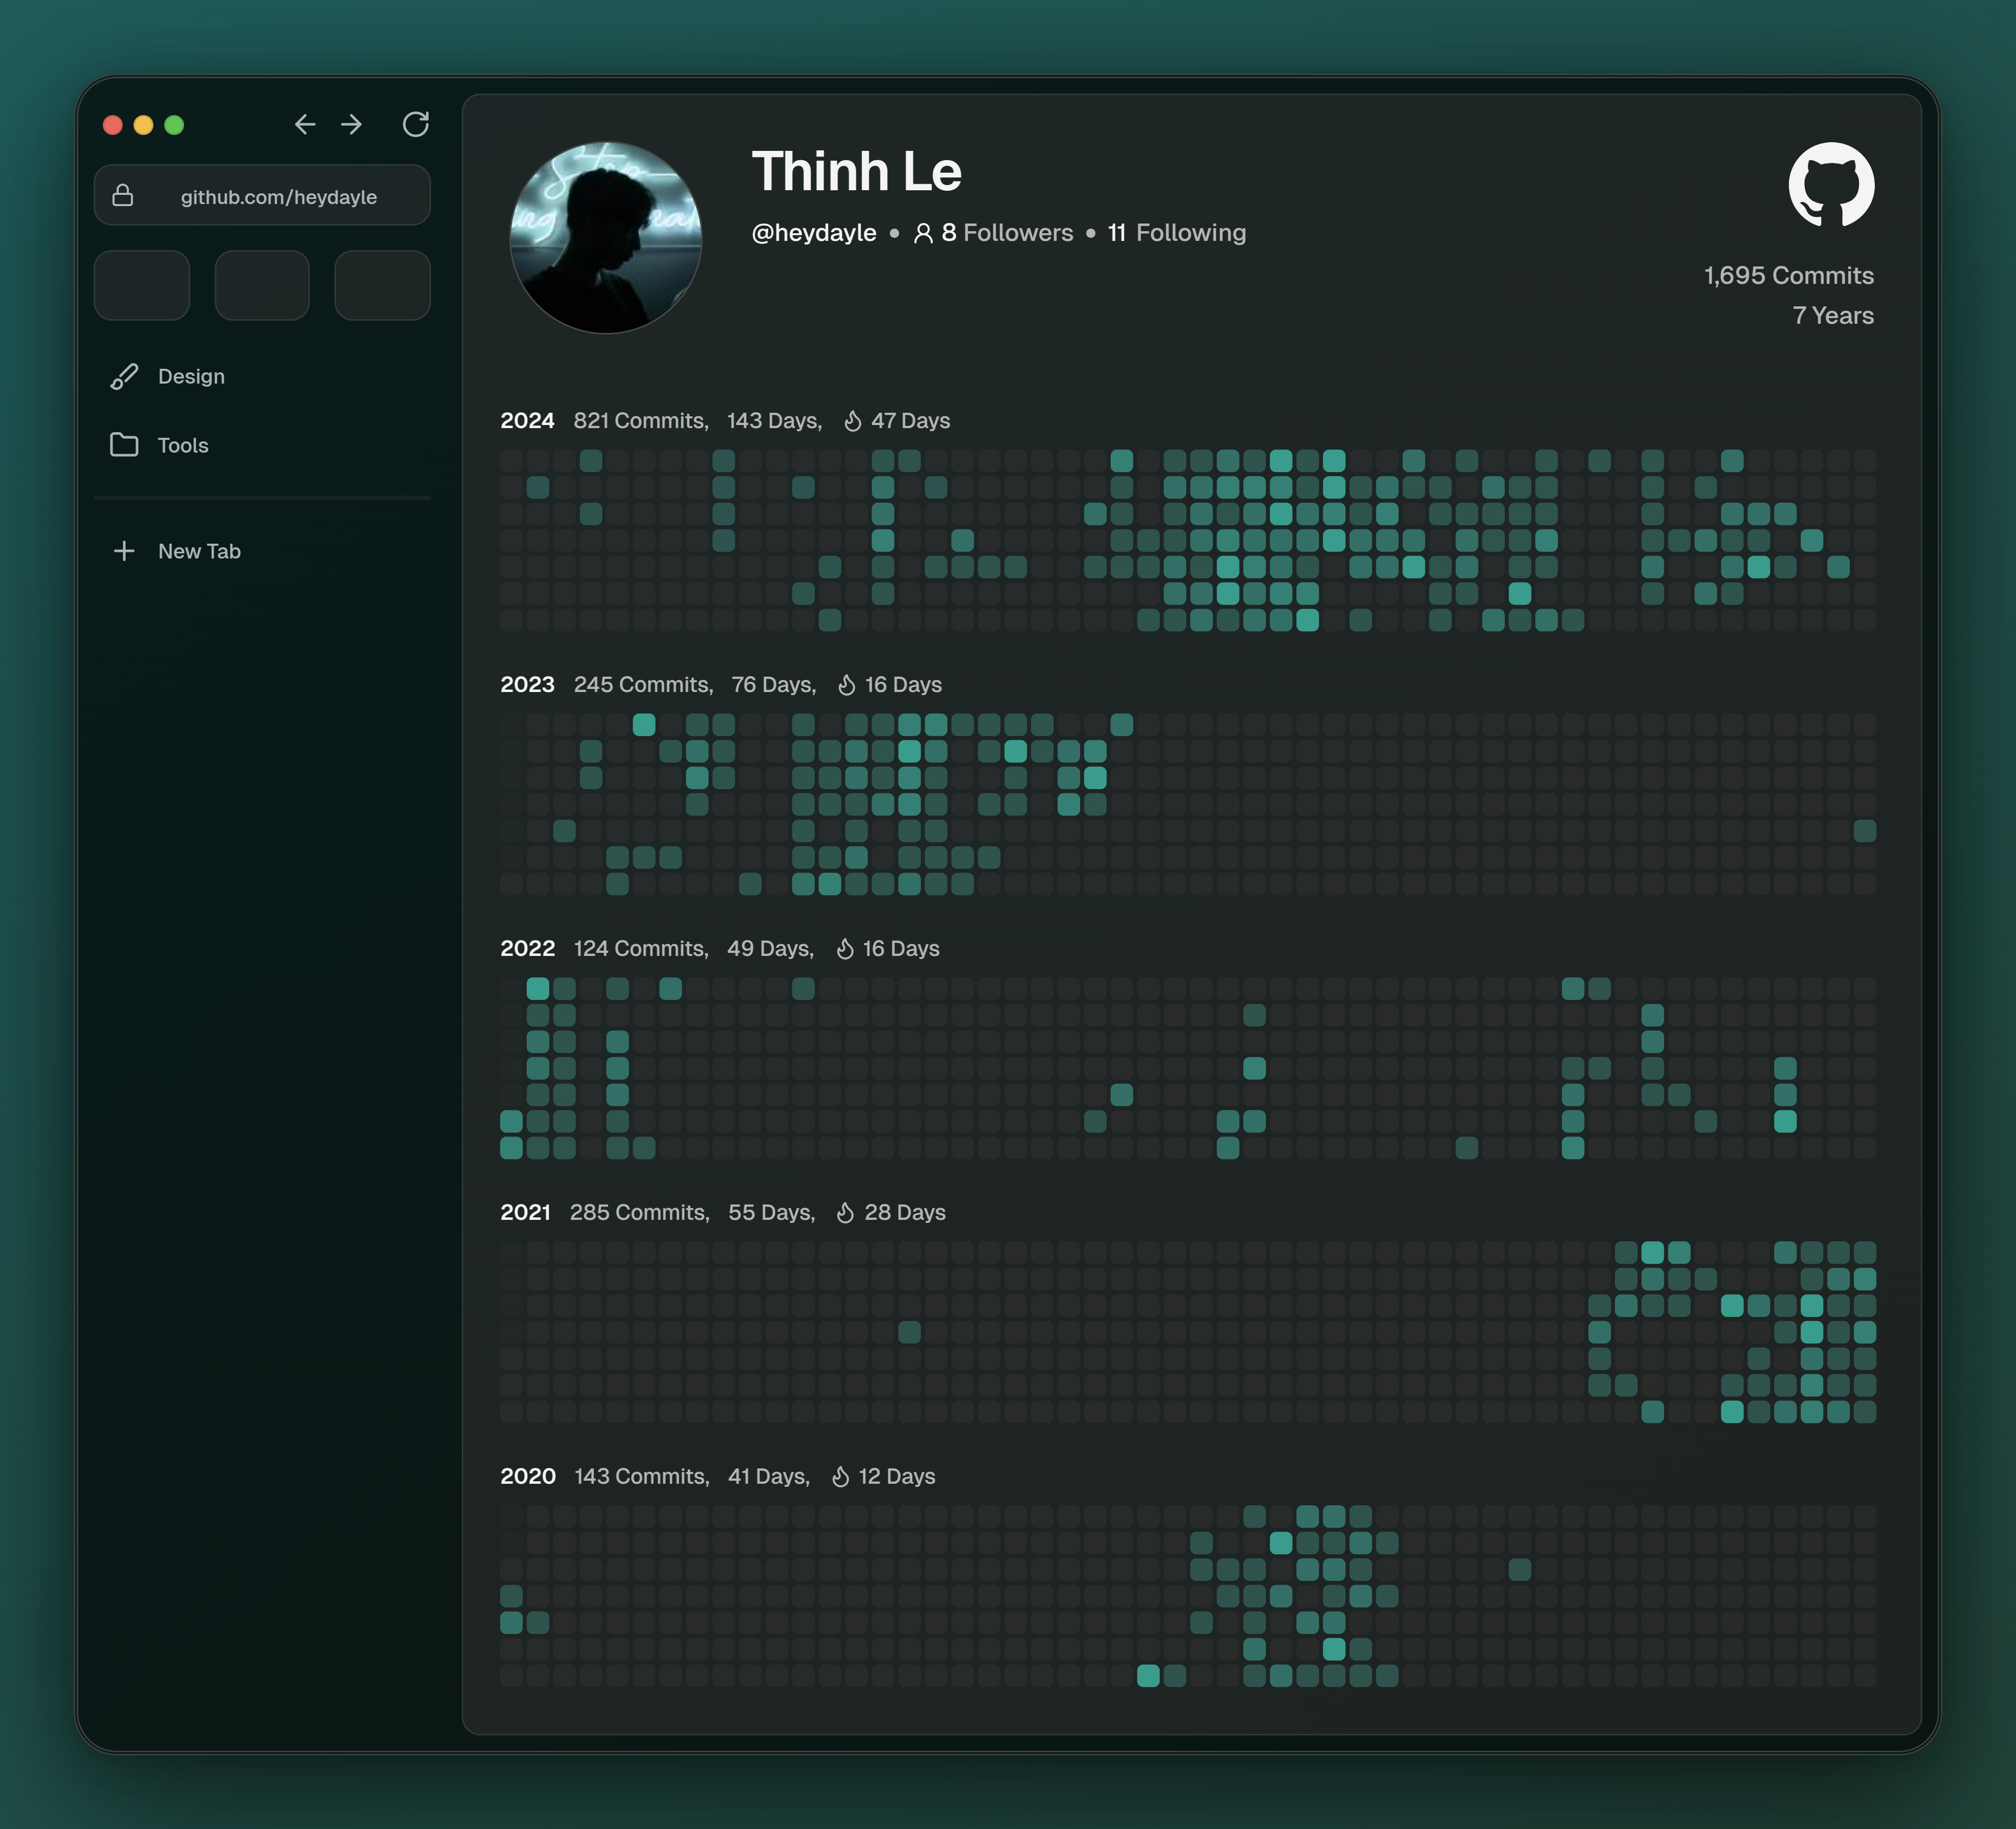 github.com/heydayle
Design
Tools
New Tab
Thinh Le
@heydayle • 8 Followers • 11 Following
1,695 Commits
7 Years
2024 821 Commits, 143 Days, 47 Days
2023 245 Commits, 76 Days, 16 Days
2022 124 Commits, 49 Days, 16 Days
2021 285 Commits, 55 Days, 28 Days
2020 143 Commits, 41 Days, 12 Days